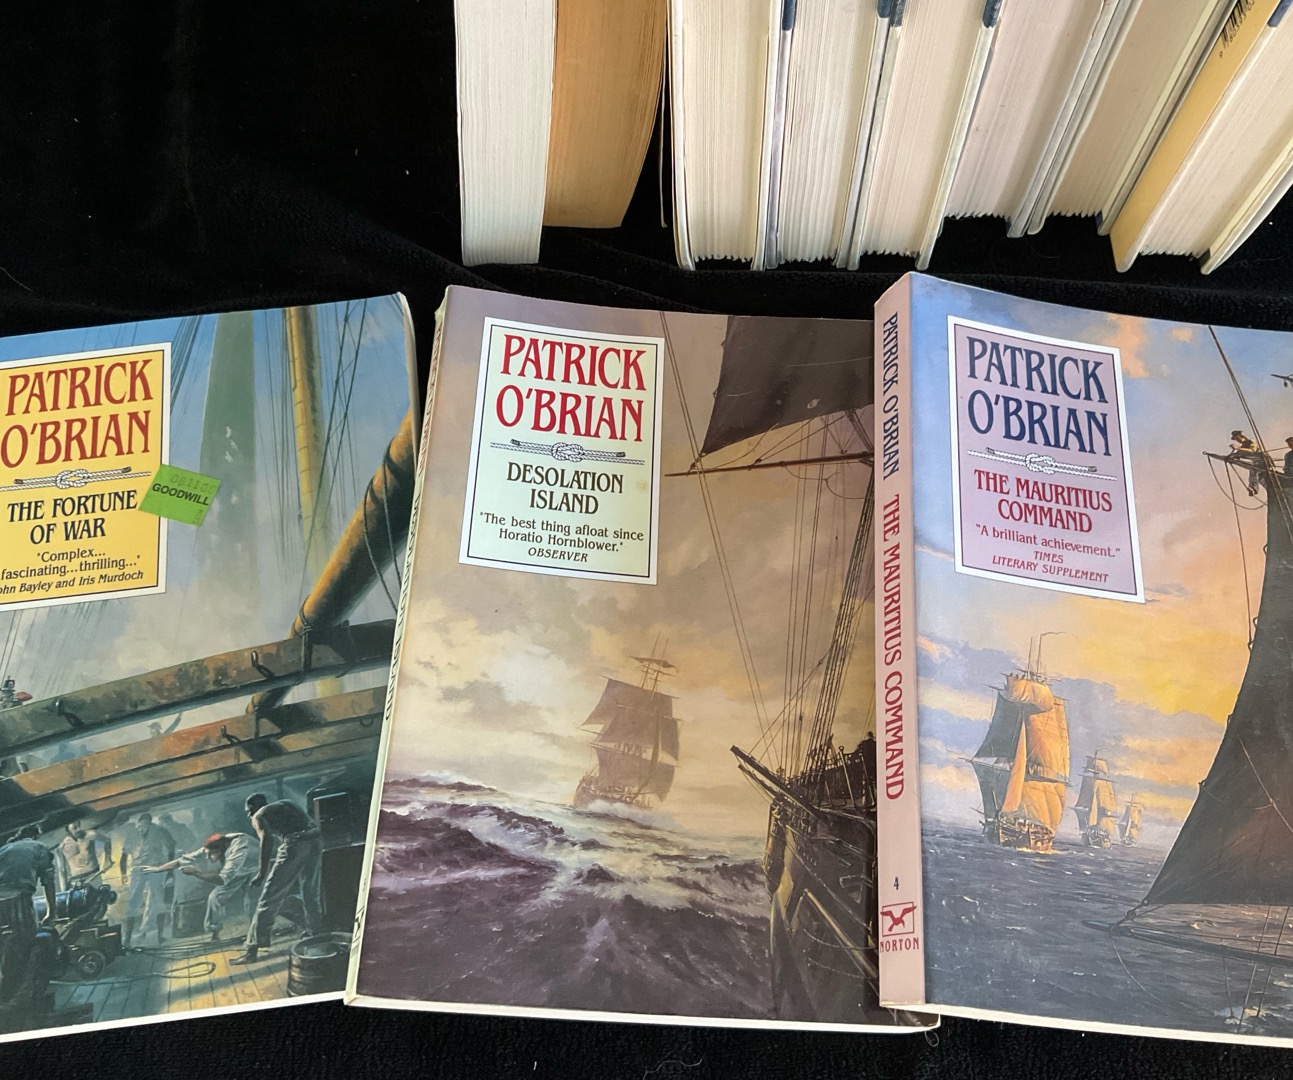 PATRICK
O'BRIAN
THE FORTUNE
OF WAR
"Complex...
fascinating...thrilling..."
John Bayley and Iris Murdoch
GOODWILL
PATRICK
O'BRIAN
DESOLATION
ISLAND
"The best thing afloat since
Horatio Hornblower."
OBSERVER
PATRICK O'BRIAN THE MAURITIUS COMMAND
4
NORTON
PATRICK
O'BRIAN
THE MAURITIUS
COMMAND
"A brilliant achievement."
TIMES
LITERARY SUPPLEMENT